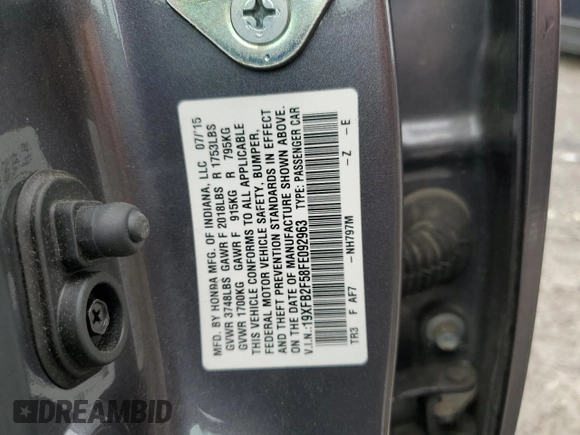 MFD. BY HONDA MFG. OF INDIANA, LLC 07/15
GVWR 3748LBS GAWR F 2018LBS R 1753LBS
GVWR 1700KG GAWR F 915KG R 795KG
THIS VEHICLE CONFORMS TO ALL APPLICABLE
FEDERAL MOTOR VEHICLE SAFETY, BUMPER,
AND THEFT PREVENTION STANDARDS IN EFFECT
ON THE DATE OF MANUFACTURE SHOWN ABOVE.
V.I.N.:19XFB2F58FE092963 TYPE: PASSENGER CAR
TR3 F AF7 -NH797M -Z -E
DREAMBID